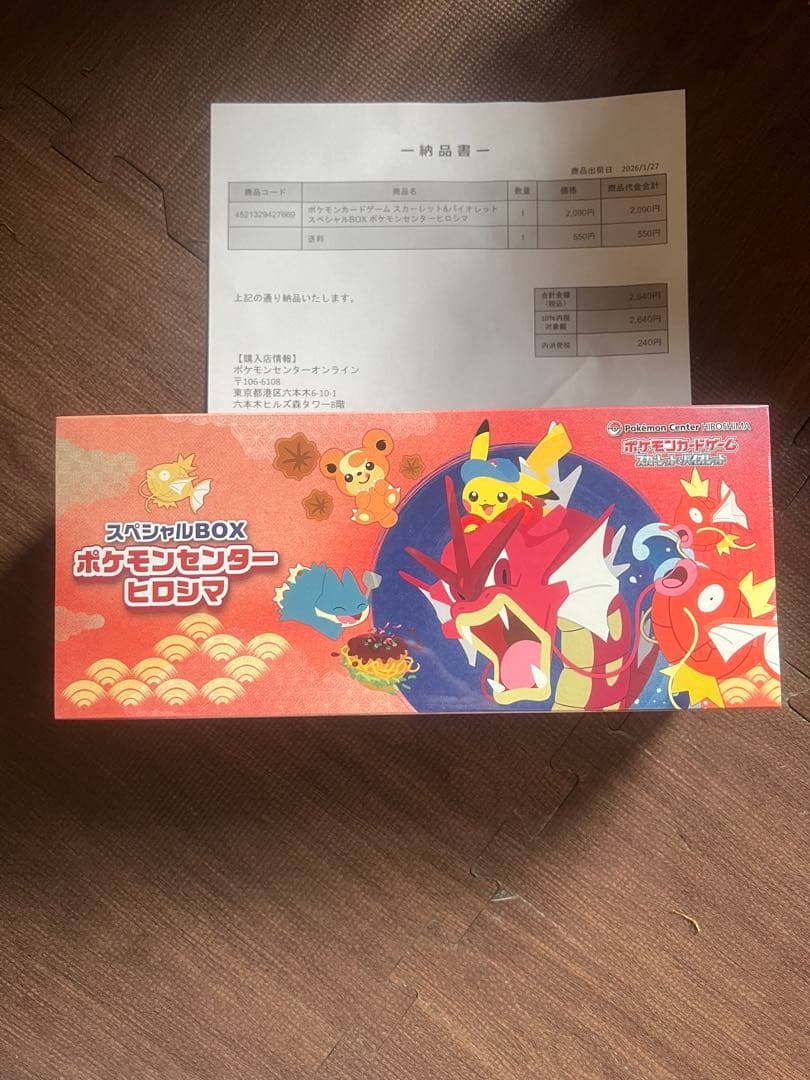 ー納品書ー
商品出荷日：2026/1/27
商品コード 商品名 数量 価格 商品代金合計
4521329427669 ポケモンカードゲーム スカーレット&バイオレット スペシャルBOX ポケモンセンターヒロシマ 1 2,090円 2,090円
送料 1 550円 550円
上記の通り納品いたします。
合計金額（税込） 2,640円
10%内税対象額 2,640円
内消費税 240円
【購入店情報】
ポケモンセンターオンライン
〒106-6108
東京都港区六本木6-10-1
六本木ヒルズ森タワー8階
Pokémon Center HIROSHIMA
ポケモンカードゲーム
スカーレット&バイオレット
スペシャルBOX
ポケモンセンター
ヒロシマ